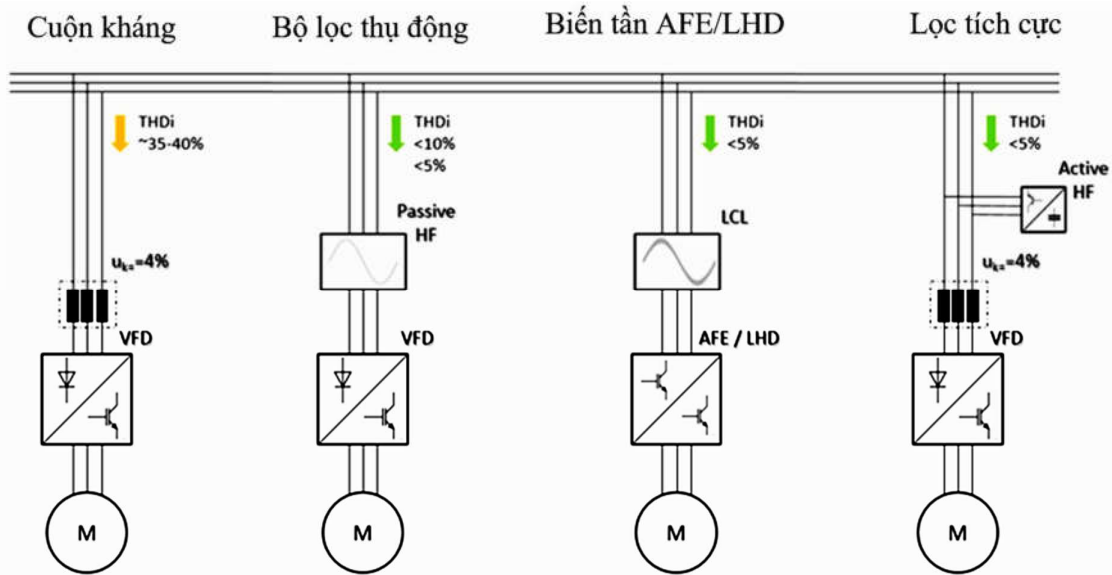 Cuộn kháng
Bộ lọc thụ động
Biến tần AFE/LHD
Lọc tích cực
THDi
~35-40%
THDi
<10%
<5%
THDi
<5%
THDi
<5%
Active
HF
Passive
HF
LCL
uk=4%
uk=4%
VFD
VFD
AFE / LHD
VFD
M
M
M
M